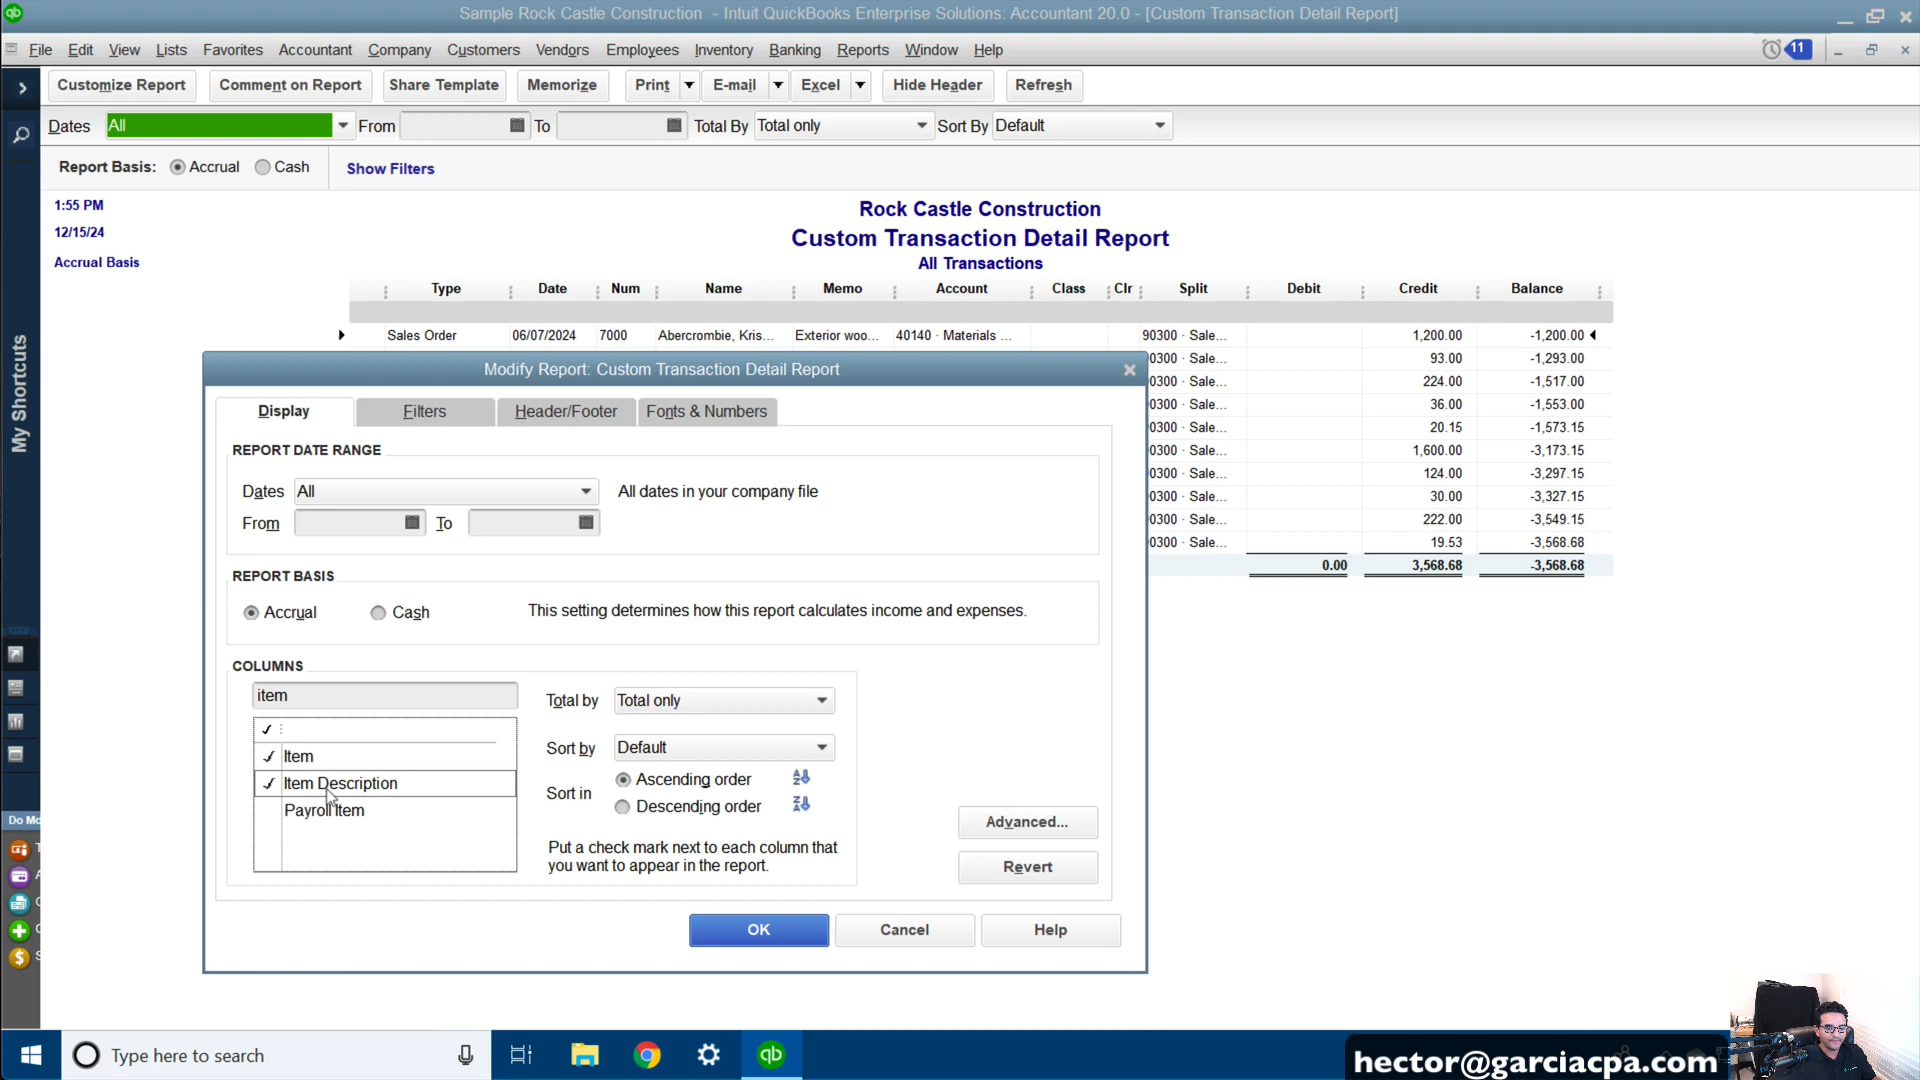 Sample Rock Castle Construction - Intuit QuickBooks Enterprise Solutions: Accountant 20.0 - [Custom Transaction Detail Report]
File Edit View Lists Favorites Accountant Company Customers Vendors Employees Inventory Banking Reports Window Help 11
Customize Report Comment on Report Share Template Memorize Print E-mail Excel Hide Header Refresh
Dates All From To Total By Total only Sort By Default
Report Basis: Accrual Cash Show Filters
1:55 PM
12/15/24
Accrual Basis
Rock Castle Construction
Custom Transaction Detail Report
All Transactions
Type Date Num Name Memo Account Class Clr Split Debit Credit Balance
Sales Order 06/07/2024 7000 Abercrombie, Kris... Exterior woo... 40140 · Materials ... 90300 · Sale... 1,200.00 -1,200.00
0300 · Sale... 93.00 -1,293.00
0300 · Sale... 224.00 -1,517.00
0300 · Sale... 36.00 -1,553.00
0300 · Sale... 20.15 -1,573.15
0300 · Sale... 1,600.00 -3,173.15
0300 · Sale... 124.00 -3,297.15
0300 · Sale... 30.00 -3,327.15
0300 · Sale... 222.00 -3,549.15
0300 · Sale... 19.53 -3,568.68
0.00 3,568.68 -3,568.68
My Shortcuts
Do Mo
Modify Report: Custom Transaction Detail Report
Display Filters Header/Footer Fonts & Numbers
REPORT DATE RANGE
Dates All All dates in your company file
From To
REPORT BASIS
Accrual Cash This setting determines how this report calculates income and expenses.
COLUMNS
item
Item
Item Description
Payroll Item
Total by Total only
Sort by Default
Sort in Ascending order
Descending order
Put a check mark next to each column that
you want to appear in the report.
Advanced...
Revert
OK Cancel Help
Type here to search
qb
hector@garciacpa.com